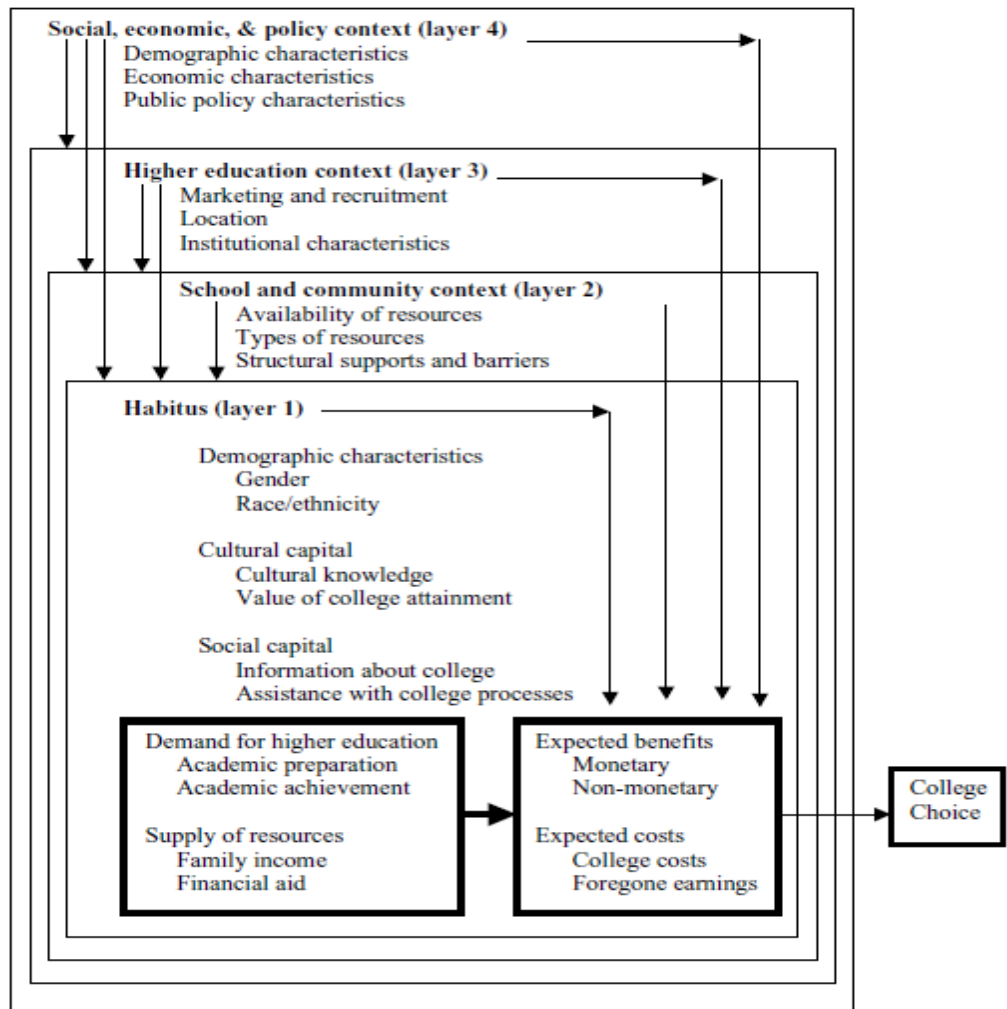 Social, economic, & policy context (layer 4)
Demographic characteristics
Economic characteristics
Public policy characteristics
Higher education context (layer 3)
Marketing and recruitment
Location
Institutional characteristics
School and community context (layer 2)
Availability of resources
Types of resources
Structural supports and barriers
Habitus (layer 1)
Demographic characteristics
Gender
Race/ethnicity
Cultural capital
Cultural knowledge
Value of college attainment
Social capital
Information about college
Assistance with college processes
Demand for higher education
Academic preparation
Academic achievement
Supply of resources
Family income
Financial aid
Expected benefits
Monetary
Non-monetary
Expected costs
College costs
Foregone earnings
College
Choice